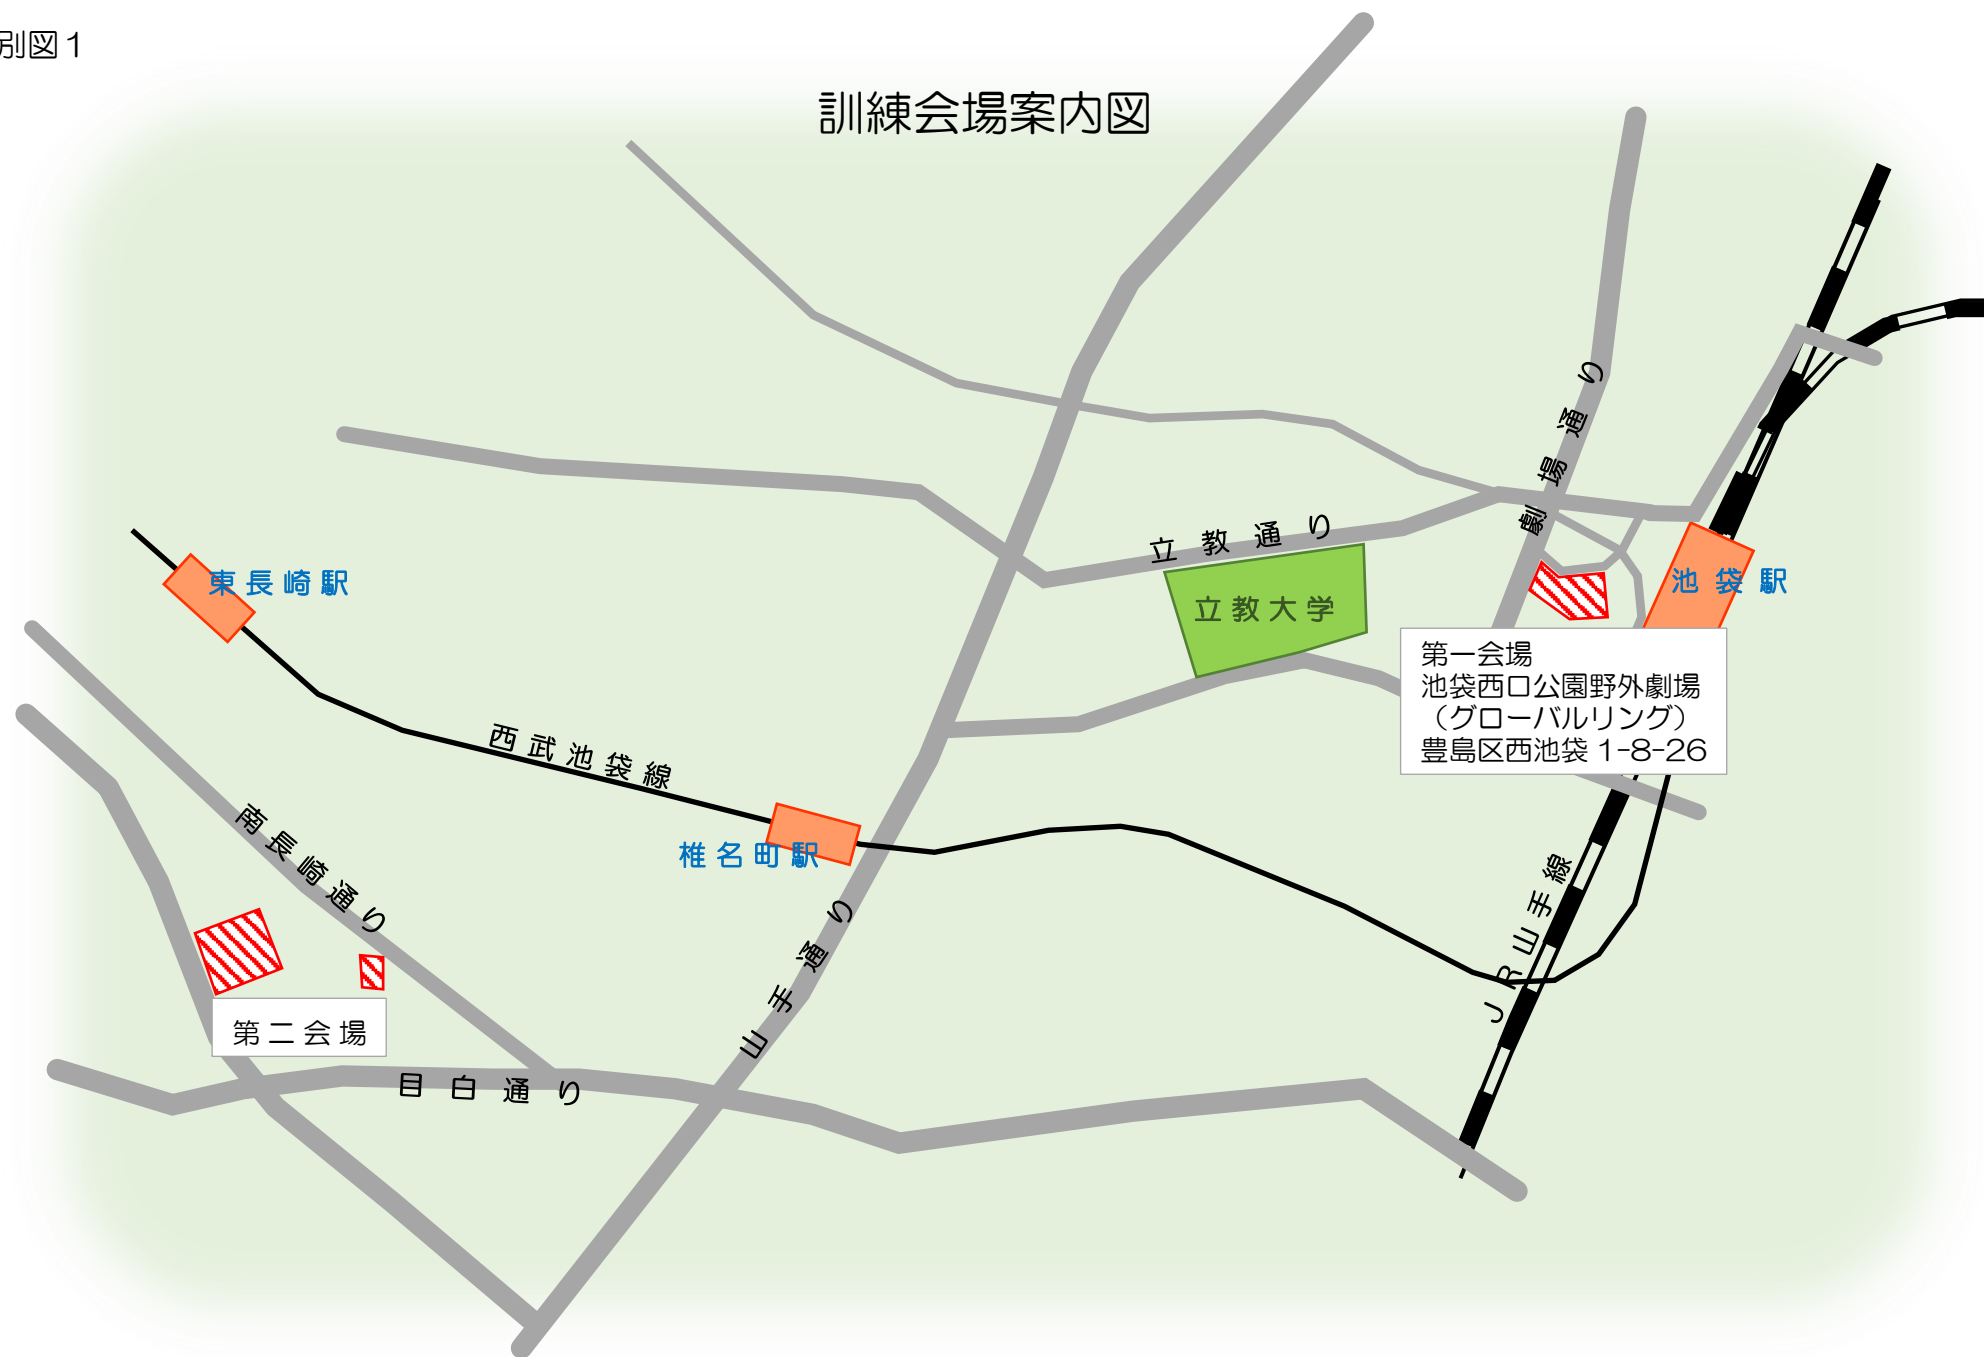 別図1
訓練会場案内図
劇場通り
立教通り
立教大学
池袋駅
東長崎駅
第一会場
池袋西口公園野外劇場
（グローバルリング）
豊島区西池袋1-8-26
西武池袋線
椎名町駅
南長崎通り
山手通り
JR山手線
第二会場
目白通り